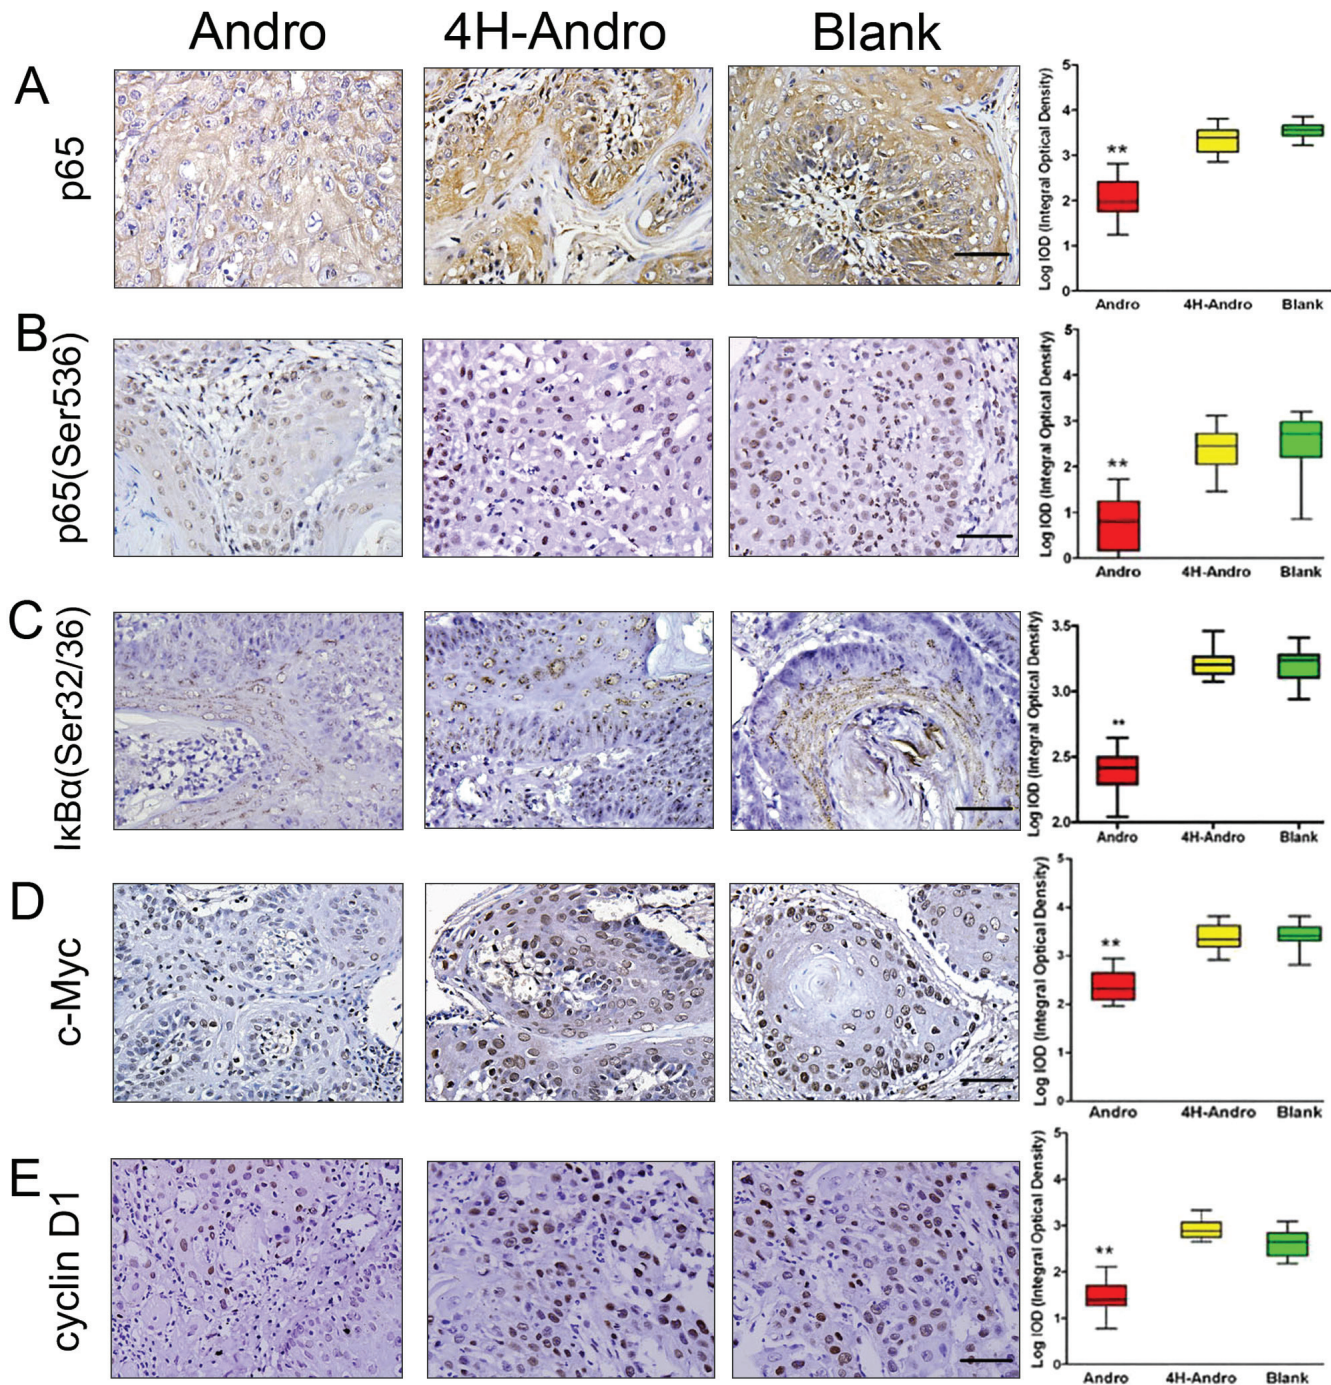 Andro 4H-Andro Blank
A
p65
**
Log IOD (Integral Optical Density)
5
4
3
2
1
0
Andro 4H-Andro Blank
B
p65(Ser536)
**
Log IOD (Integral Optical Density)
5
4
3
2
1
0
Andro 4H-Andro Blank
C
IκBα(Ser32/36)
**
Log IOD (Integral Optical Density)
3.5
3.0
2.5
2.0
Andro 4H-Andro Blank
D
c-Myc
**
Log IOD (Integral Optical Density)
5
4
3
2
1
0
Andro 4H-Andro Blank
E
cyclin D1
**
Log IOD (Integral Optical Density)
5
4
3
2
1
0
Andro 4H-Andro Blank